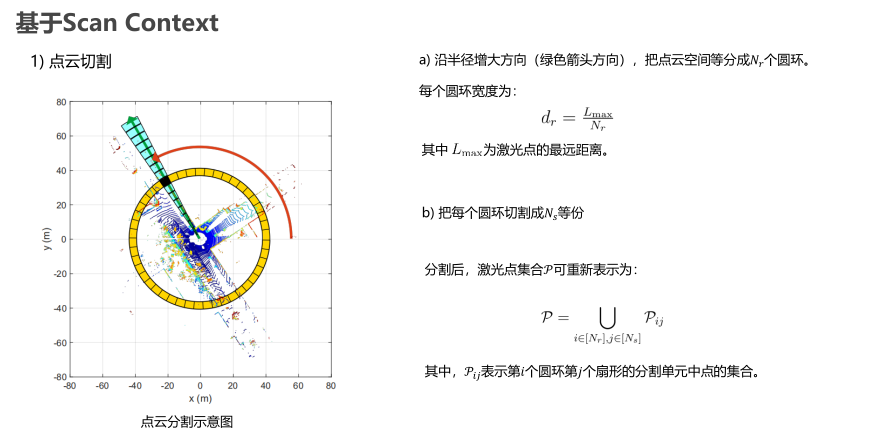 基于Scan Context
1) 点云切割
80
60
40
20
0
-20
-40
-60
-80
y (m)
-80 -60 -40 -20 0 20 40 60 80
x (m)
点云分割示意图
a) 沿半径增大方向（绿色箭头方向），把点云空间等分成$N_r$个圆环。
每个圆环宽度为：
$d_r = \frac{L_{\max}}{N_r}$
其中 $L_{\max}$为激光点的最远距离。
b) 把每个圆环切割成$N_s$等份
分割后，激光点集合$\mathcal{P}$可重新表示为：
$\mathcal{P} = \bigcup_{i\in[N_r],j\in[N_s]} \mathcal{P}_{ij}$
其中，$\mathcal{P}_{ij}$表示第$i$个圆环第$j$个扇形的分割单元中点的集合。